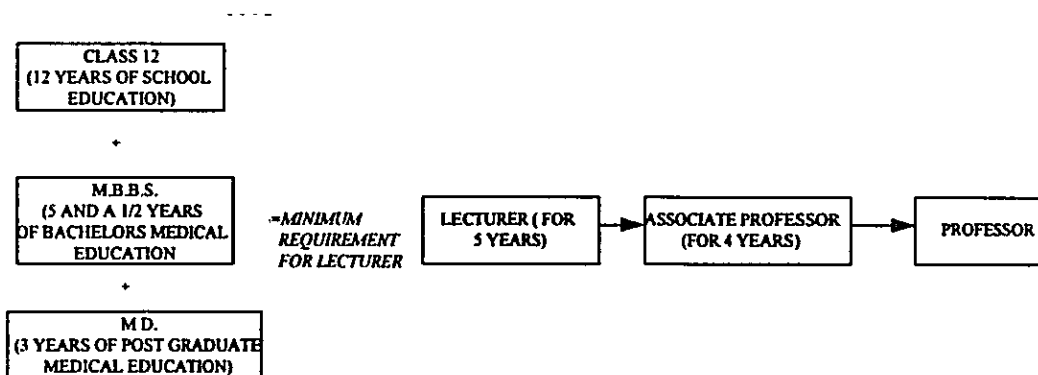 CLASS 12
(12 YEARS OF SCHOOL
EDUCATION)
+
M.B.B.S.
(5 AND A 1/2 YEARS
OF BACHELORS MEDICAL
EDUCATION
+
M D.
(3 YEARS OF POST GRADUATE
MEDICAL EDUCATION)
=MINIMUM
REQUIREMENT
FOR LECTURER
LECTURER ( FOR
5 YEARS)
ASSOCIATE PROFESSOR
(FOR 4 YEARS)
PROFESSOR